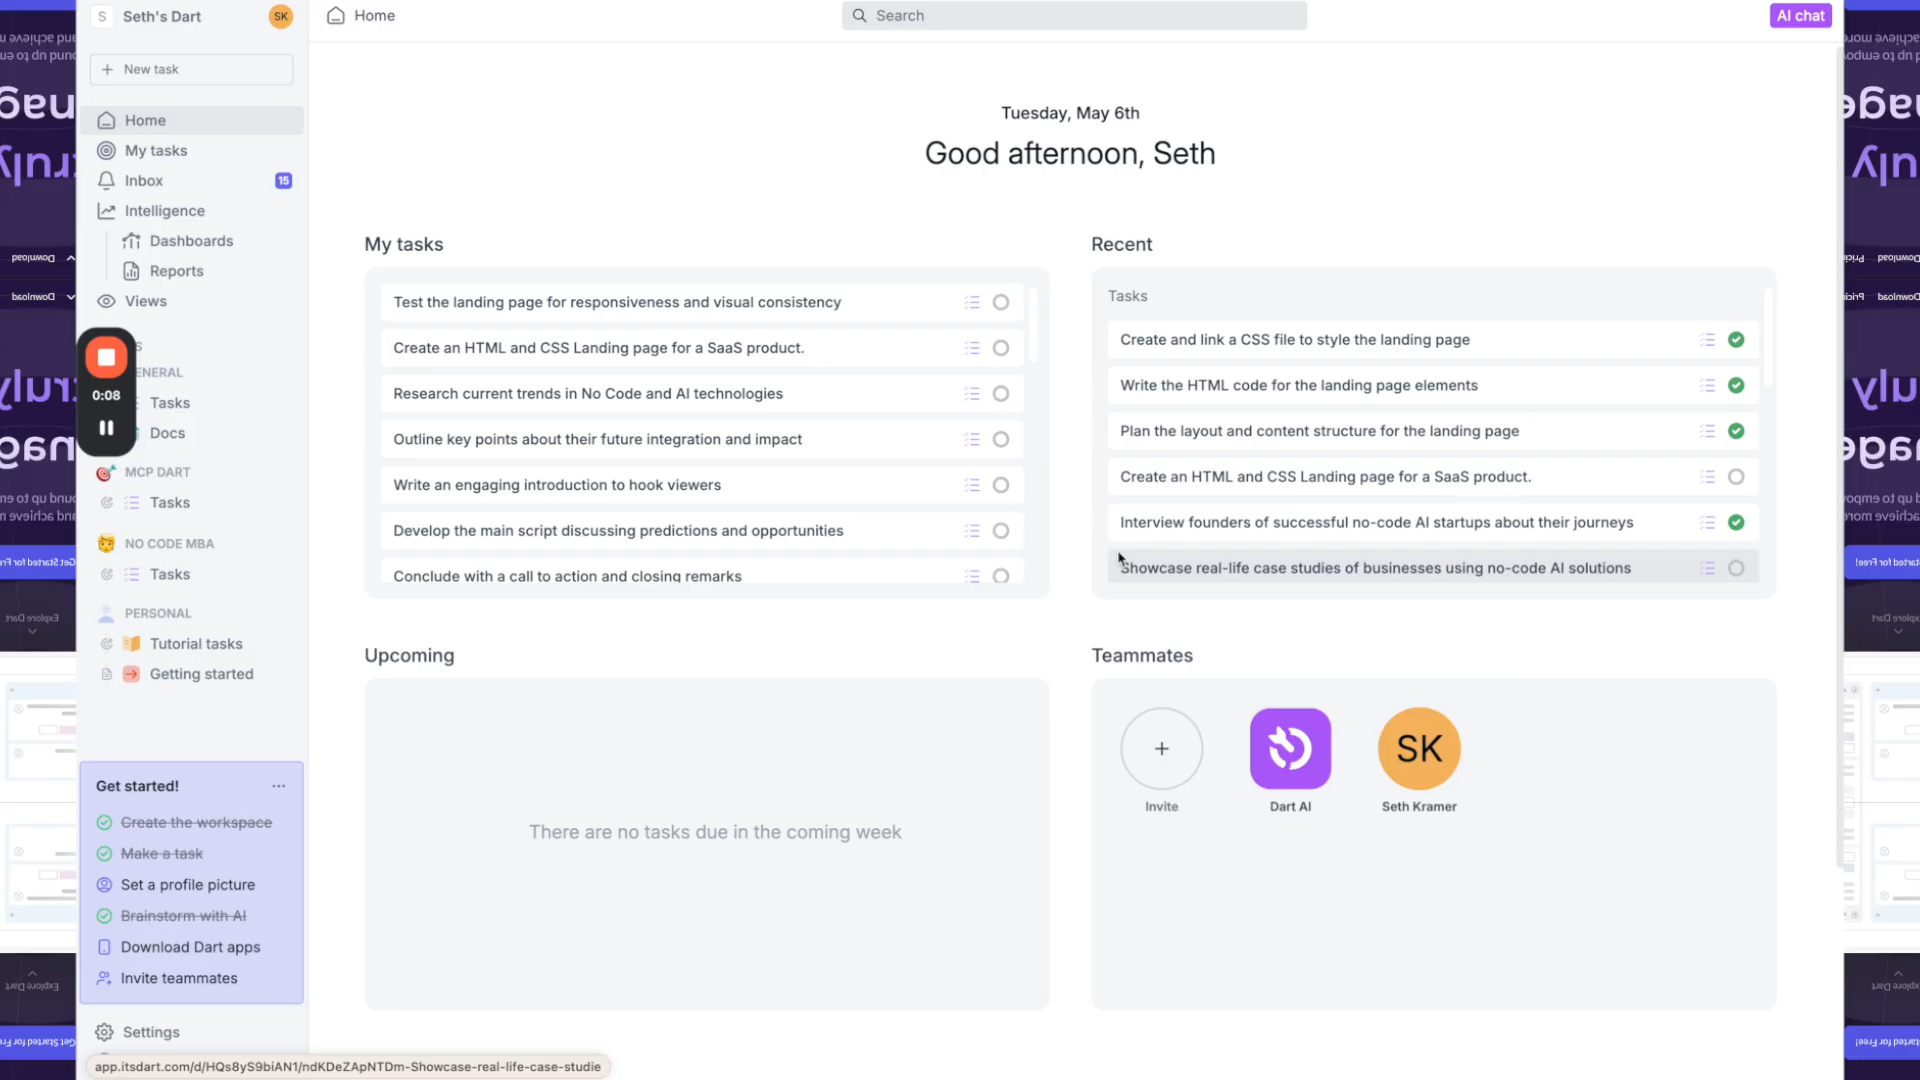 S Seth's Dart SK
Home
Search
AI chat
New task
Home
My tasks
Inbox 15
Intelligence
Dashboards
Reports
Views
S
ENERAL
0:08
Tasks
Docs
MCP DART
Tasks
NO CODE MBA
Tasks
PERSONAL
Tutorial tasks
Getting started
Get started!
Create the workspace
Make a task
Set a profile picture
Brainstorm with AI
Download Dart apps
Invite teammates
Settings
app.itsdart.com/d/HQs8yS9biAN1/ndKDeZApNTDm-Showcase-real-life-case-studie
Tuesday, May 6th
Good afternoon, Seth
My tasks
Test the landing page for responsiveness and visual consistency
Create an HTML and CSS Landing page for a SaaS product.
Research current trends in No Code and AI technologies
Outline key points about their future integration and impact
Write an engaging introduction to hook viewers
Develop the main script discussing predictions and opportunities
Conclude with a call to action and closing remarks
Recent
Tasks
Create and link a CSS file to style the landing page
Write the HTML code for the landing page elements
Plan the layout and content structure for the landing page
Create an HTML and CSS Landing page for a SaaS product.
Interview founders of successful no-code AI startups about their journeys
Showcase real-life case studies of businesses using no-code AI solutions
Upcoming
There are no tasks due in the coming week
Teammates
SK
Invite
Dart AI
Seth Kramer